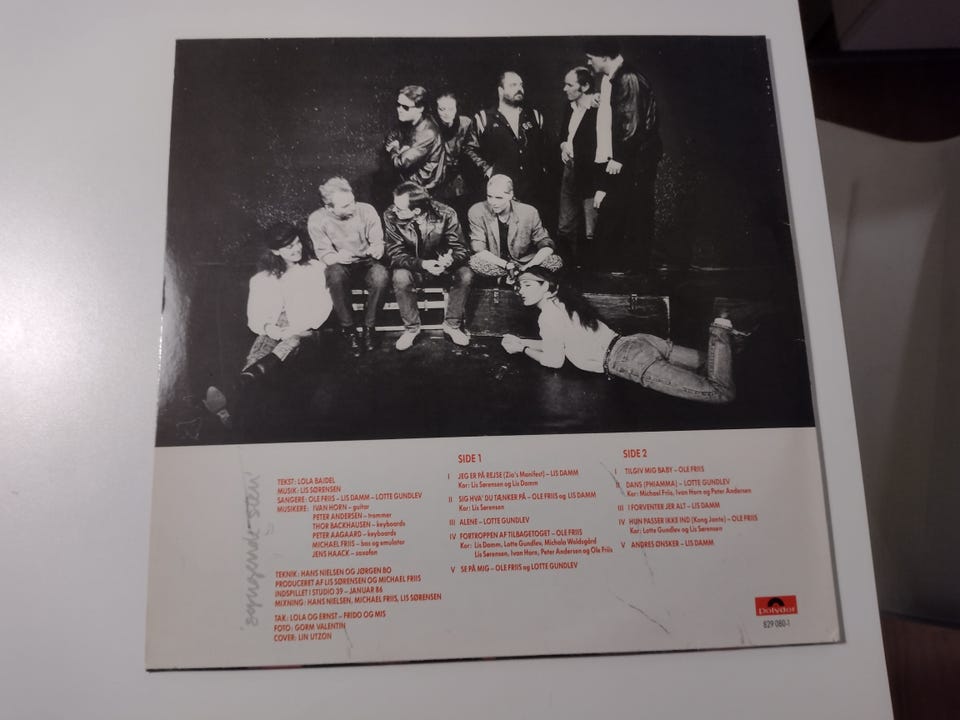 TEKST: LOLA BAIDEL
MUSIK: LIS SØRENSEN
SANGERE: OLE FRIIS – LIS DAMM – LOTTE GUNDLEV
MUSIKERE: IVAN HORN – guitar
PETER ANDERSEN – trommer
THOR BACKHAUSEN – keyboards
PETER AAGAARD – keyboards
MICHAEL FRIIS – bas og emulator
JENS HAACK – saxofon
TEKNIK: HANS NIELSEN OG JØRGEN BO
PRODUCERET AF LIS SØRENSEN OG MICHAEL FRIIS
INDSPILLET I STUDIO 39 – JANUAR 86
MIXNING: HANS NIELSEN, MICHAEL FRIIS, LIS SØRENSEN
TAK: LOLA OG ERNST – FRIDO OG MIS
FOTO: GORM VALENTIN
COVER: LIN UTZON
SIDE 1
I JEG ER PÅ REJSE (Zia's Manifest) – LIS DAMM
Kor: Lis Sørensen og Lis Damm
II SIG HVA' DU TÆNKER PÅ – OLE FRIIS og LIS DAMM
Kor: Lis Sørensen
III ALENE – LOTTE GUNDLEV
IV FORTROPPEN AF TILBAGETOGET – OLE FRIIS
Kor: Lis Damm, Lotte Gundlev, Michala Waldsgård
Lis Sørensen, Ivan Horn, Peter Andersen og Ole Friis
V SE PÅ MIG – OLE FRIIS og LOTTE GUNDLEV
SIDE 2
I TILGIV MIG BABY – OLE FRIIS
II DANS (PHIAMMA) – LOTTE GUNDLEV
Kor: Michael Friis, Ivan Horn og Peter Andersen
III I FORVENTER JER ALT – LIS DAMM
IV HUN PASSER IKKE IND (Kong Jante) – OLE FRIIS
Kor: Lotte Gundlev og Lis Sørensen
V ANDRES ØNSKER – LIS DAMM
Polydor
829 080-1